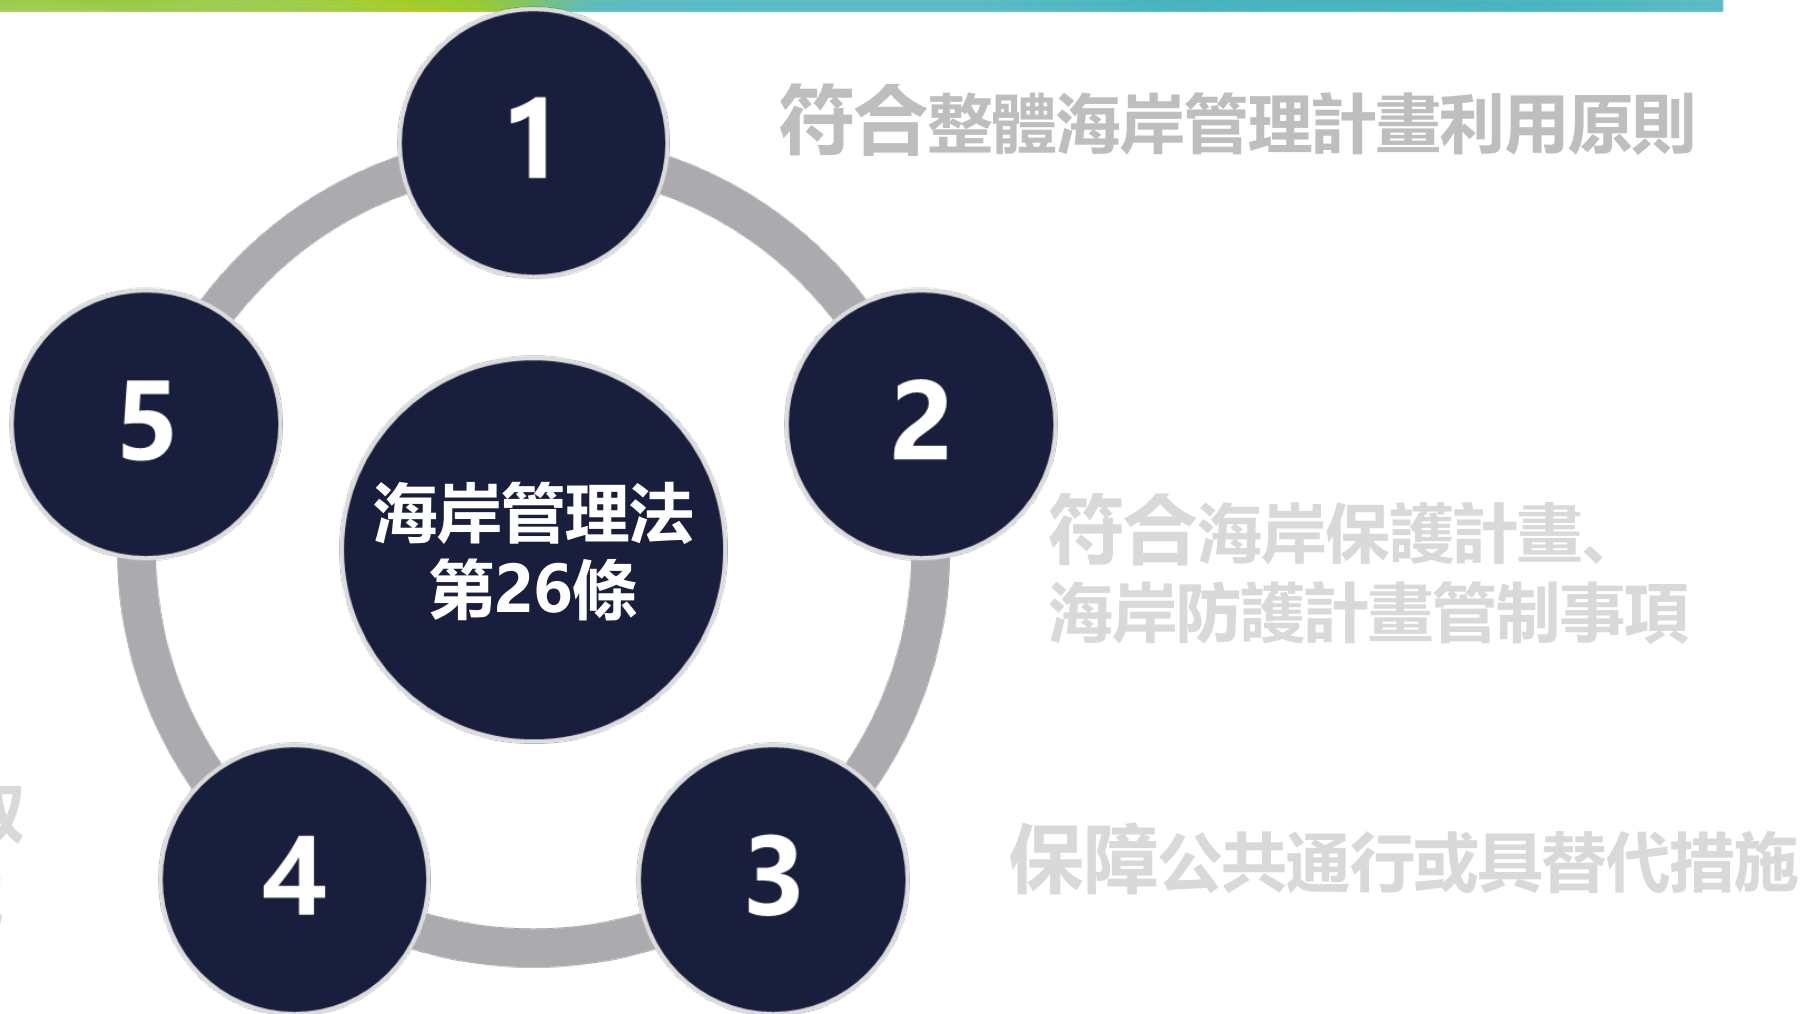 1
符合整體海岸管理計畫利用原則
5
2
海岸管理法
第26條
符合海岸保護計畫、
海岸防護計畫管制事項
4
3
保障公共通行或具替代措施